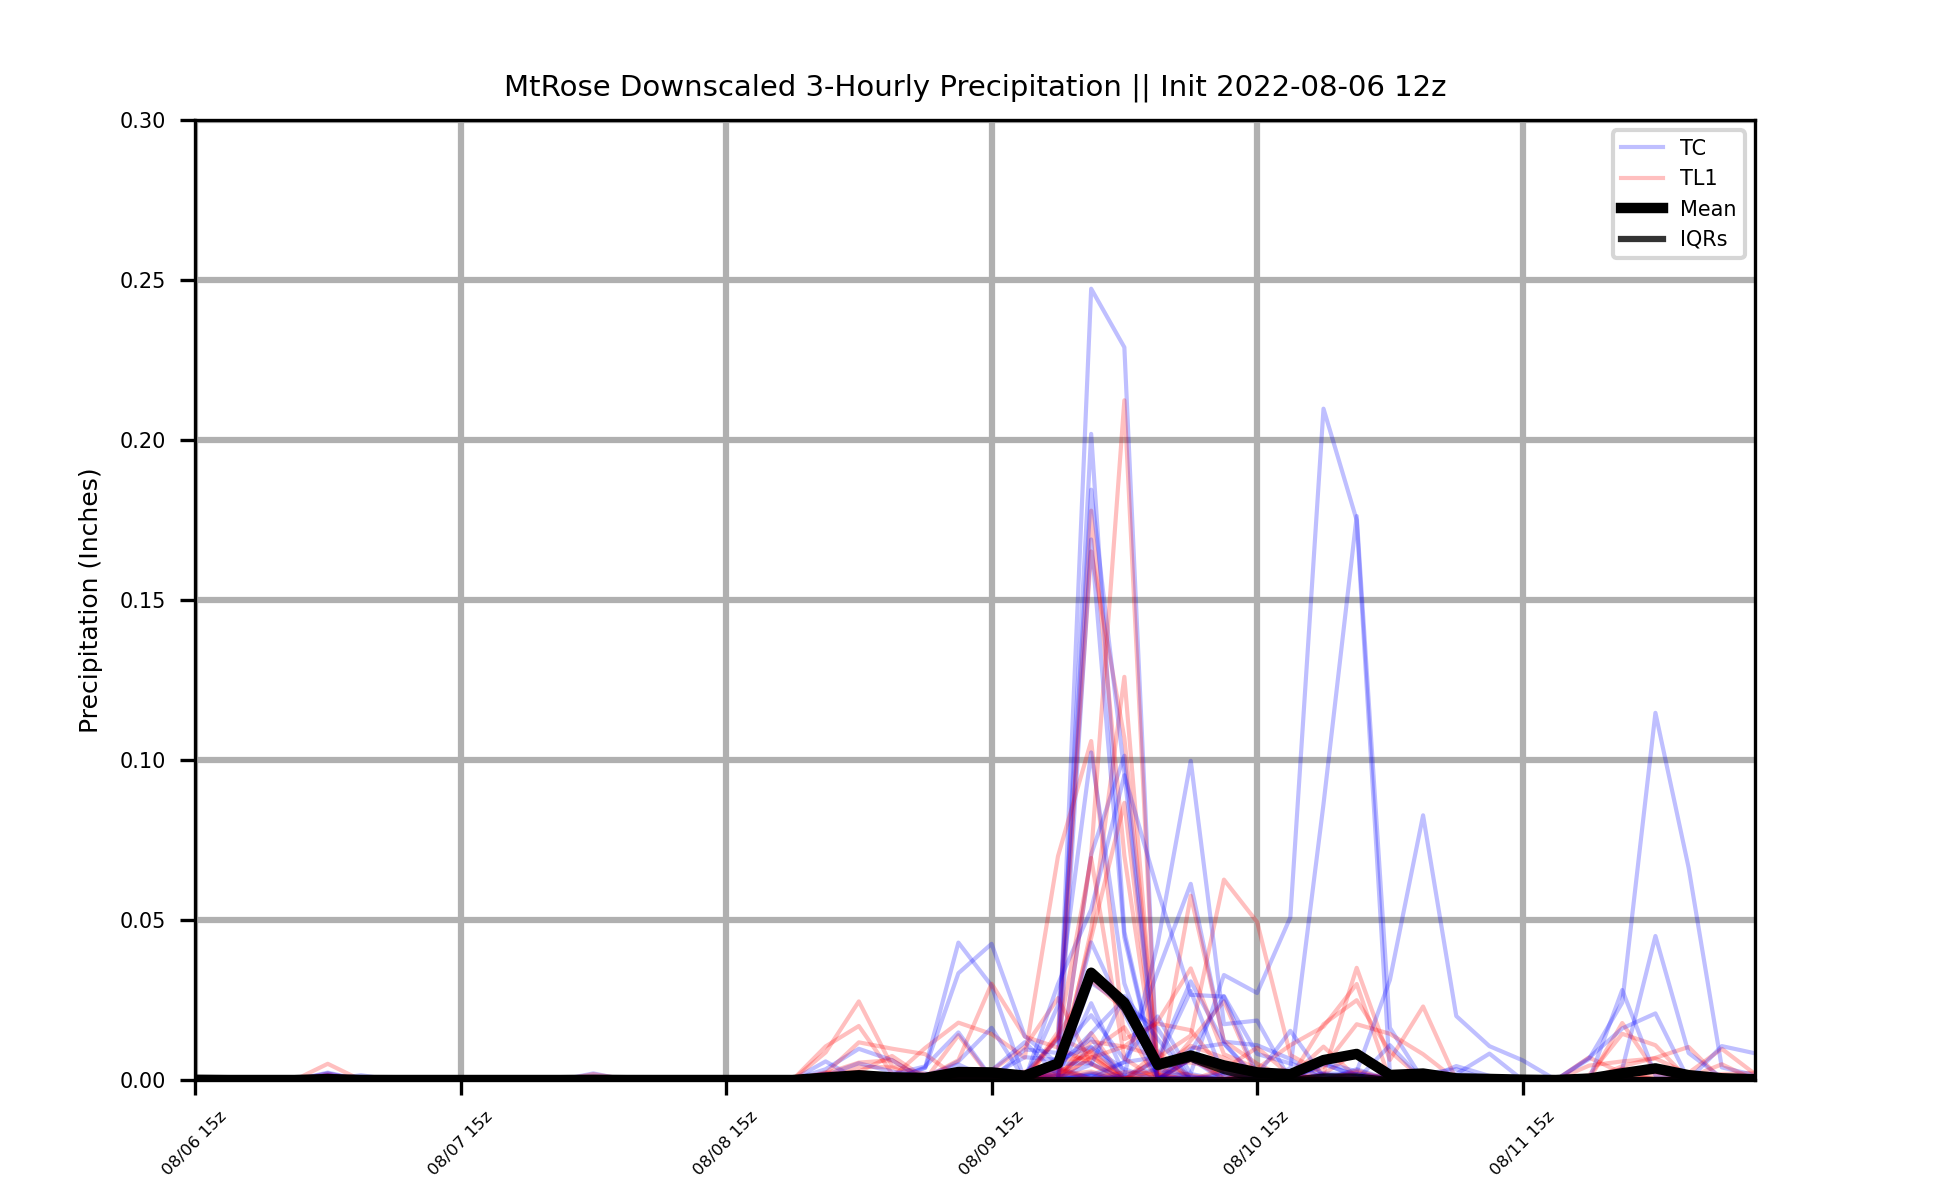 MtRose Downscaled 3-Hourly Precipitation || Init 2022-08-06 12z
TC
TL1
Mean
IQRs
Precipitation (Inches)
0.30
0.25
0.20
0.15
0.10
0.05
0.00
08/06 15z
08/07 15z
08/08 15z
08/09 15z
08/10 15z
08/11 15z